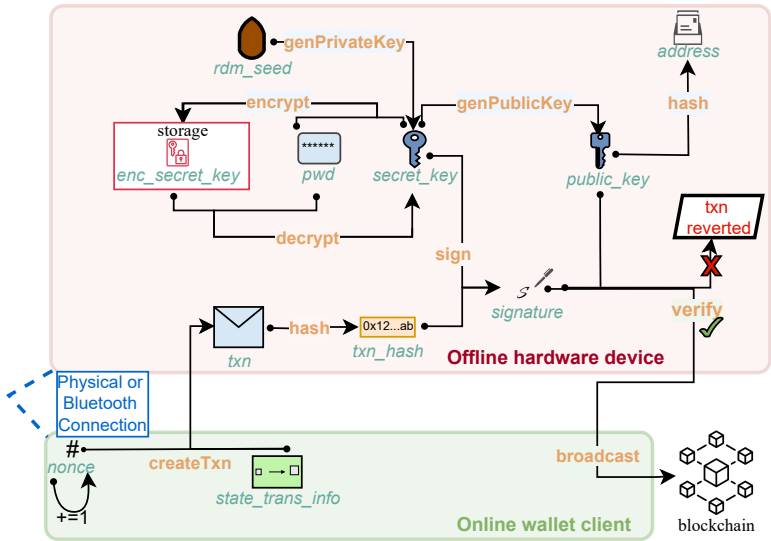 genPrivateKey
rdm_seed
address
encrypt
genPublicKey
hash
storage
enc_secret_key
******
pwd
secret_key
public_key
txn
reverted
decrypt
sign
signature
verify
txn
hash
0x12...ab
txn_hash
Offline hardware device
Physical or
Bluetooth
Connection
#
nonce
+=1
createTxn
state_trans_info
broadcast
blockchain
Online wallet client